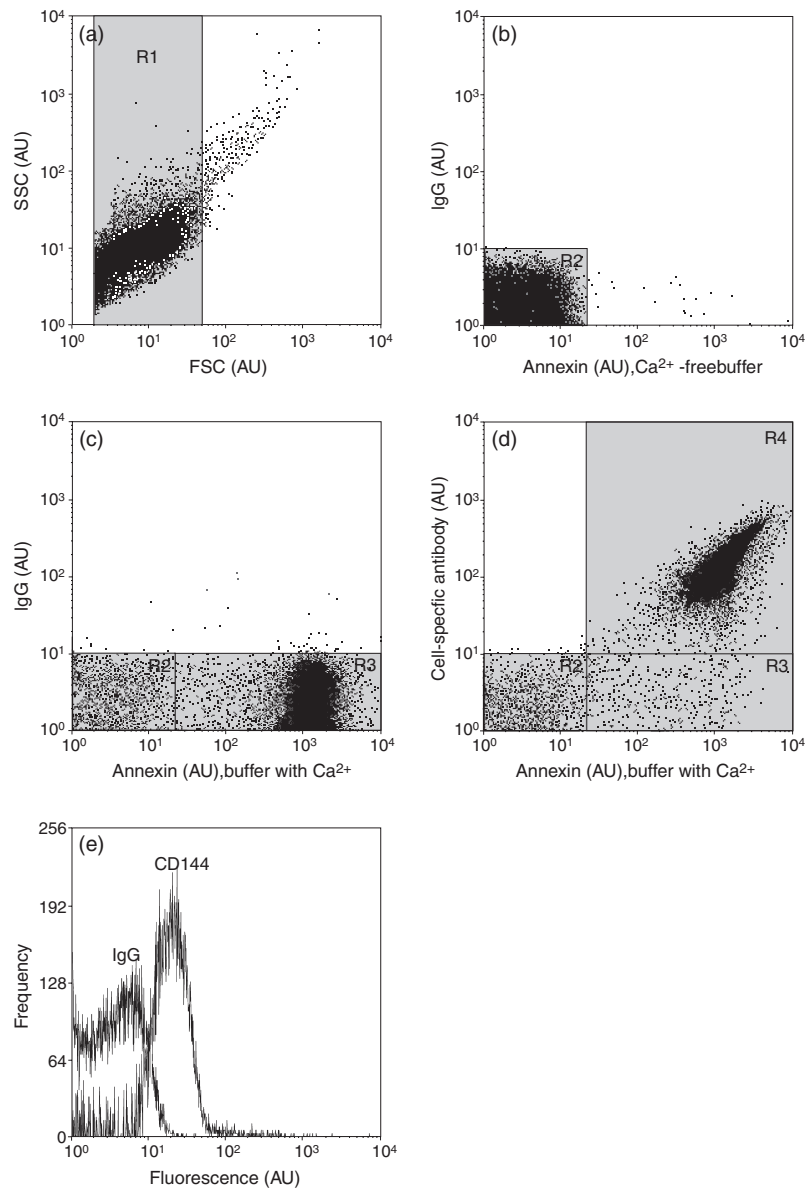 (a)
R1
SSC (AU)
10⁴
10³
10²
10¹
10⁰
10⁰ 10¹ 10² 10³ 10⁴
FSC (AU)
(b)
R2
IgG (AU)
10⁴
10³
10²
10¹
10⁰
10⁰ 10¹ 10² 10³ 10⁴
Annexin (AU),Ca²⁺ -freebuffer
(c)
R2 R3
IgG (AU)
10⁴
10³
10²
10¹
10⁰
10⁰ 10¹ 10² 10³ 10⁴
Annexin (AU),buffer with Ca²⁺
(d)
R4
R2 R3
Cell-specfic antibody (AU)
10⁴
10³
10²
10¹
10⁰
10⁰ 10¹ 10² 10³ 10⁴
Annexin (AU),buffer with Ca²⁺
(e)
CD144
IgG
Frequency
256
192
128
64
0
10⁰ 10¹ 10² 10³ 10⁴
Fluorescence (AU)